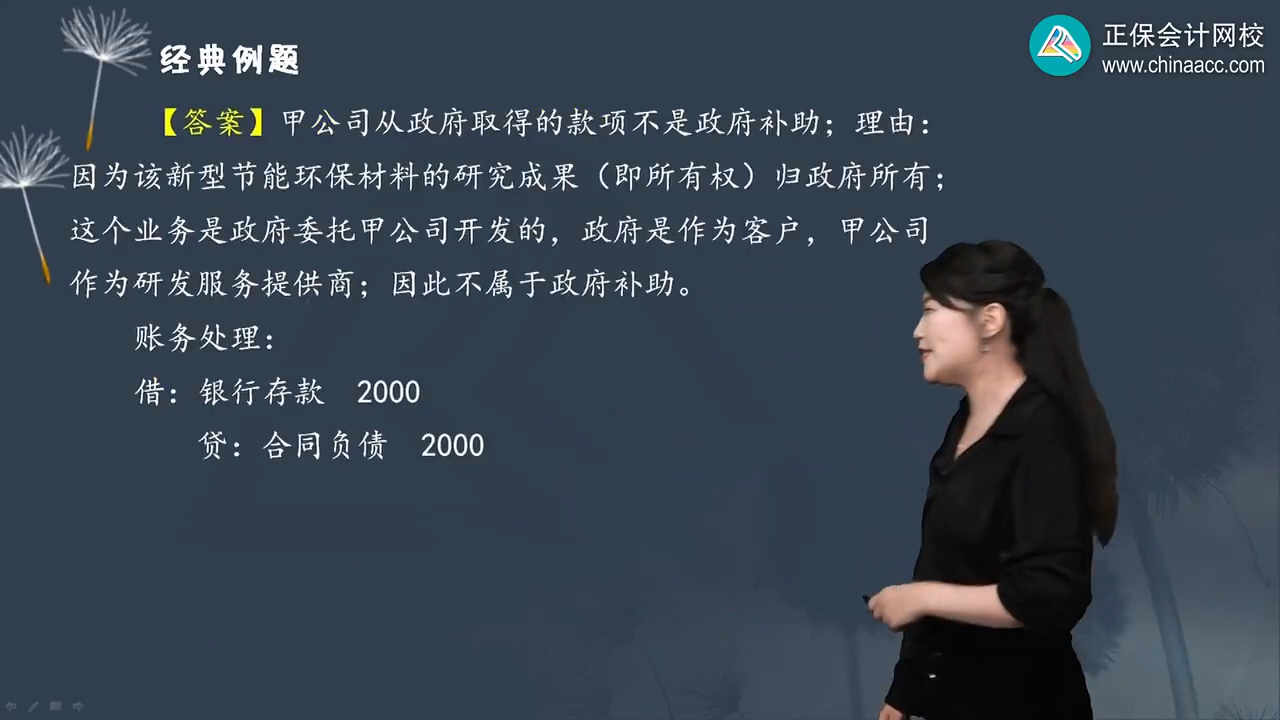 正保会计网校
www.chinaacc.com
经典例题
【答案】甲公司从政府取得的款项不是政府补助；理由：
因为该新型节能环保材料的研究成果（即所有权）归政府所有；
这个业务是政府委托甲公司开发的，政府是作为客户，甲公司
作为研发服务提供商；因此不属于政府补助。
账务处理：
借：银行存款 2000
贷：合同负债 2000